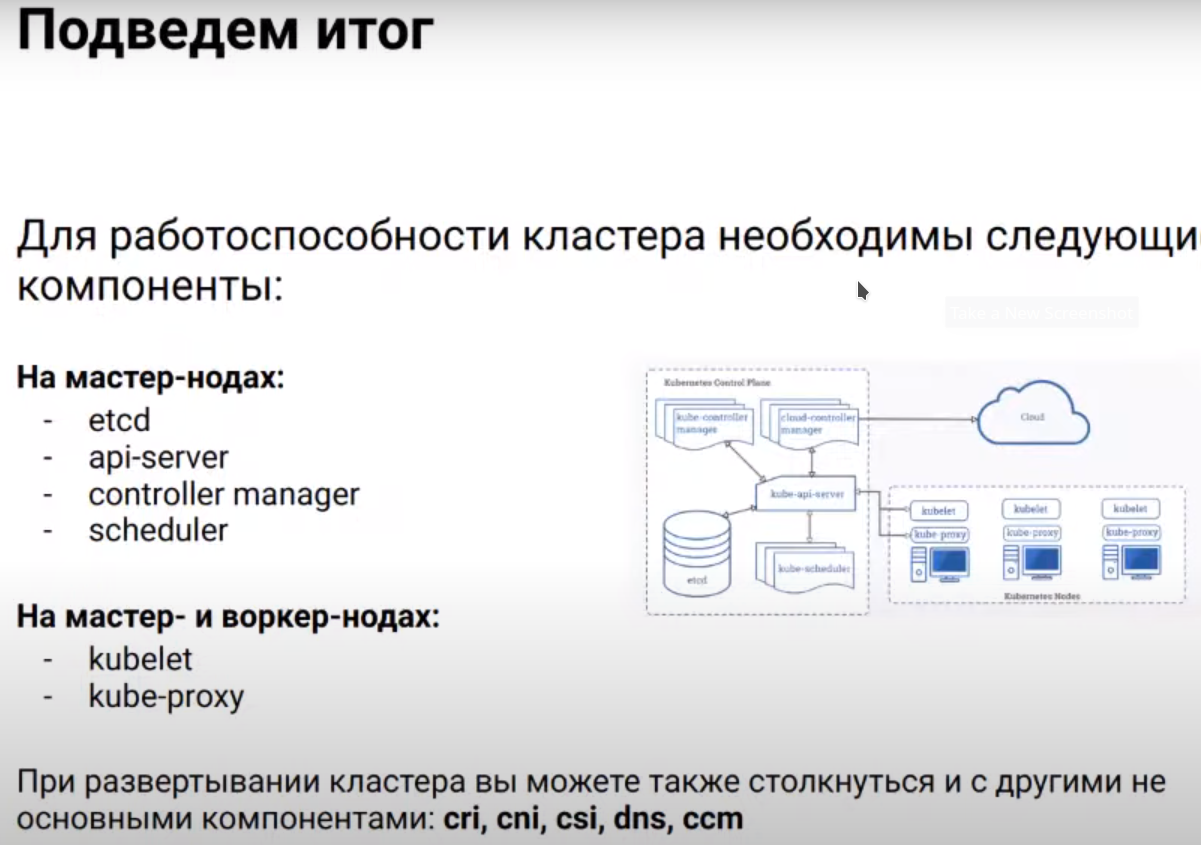 Подведем итог
Для работоспособности кластера необходимы следующи
компоненты:
На мастер-нодах:
- etcd
- api-server
- controller manager
- scheduler
На мастер- и воркер-нодах:
- kubelet
- kube-proxy
При развертывании кластера вы можете также столкнуться и с другими не
основными компонентами: cri, cni, csi, dns, ccm
Take a New Screenshot
Kubernetes Control Plane
kube-controller
manager
cloud-controller
manager
Cloud
kube-api-server
etcd
kube-scheduler
kubelet
kubelet
kubelet
kube-proxy
kube-proxy
kube-proxy
Kubernetes Nodes